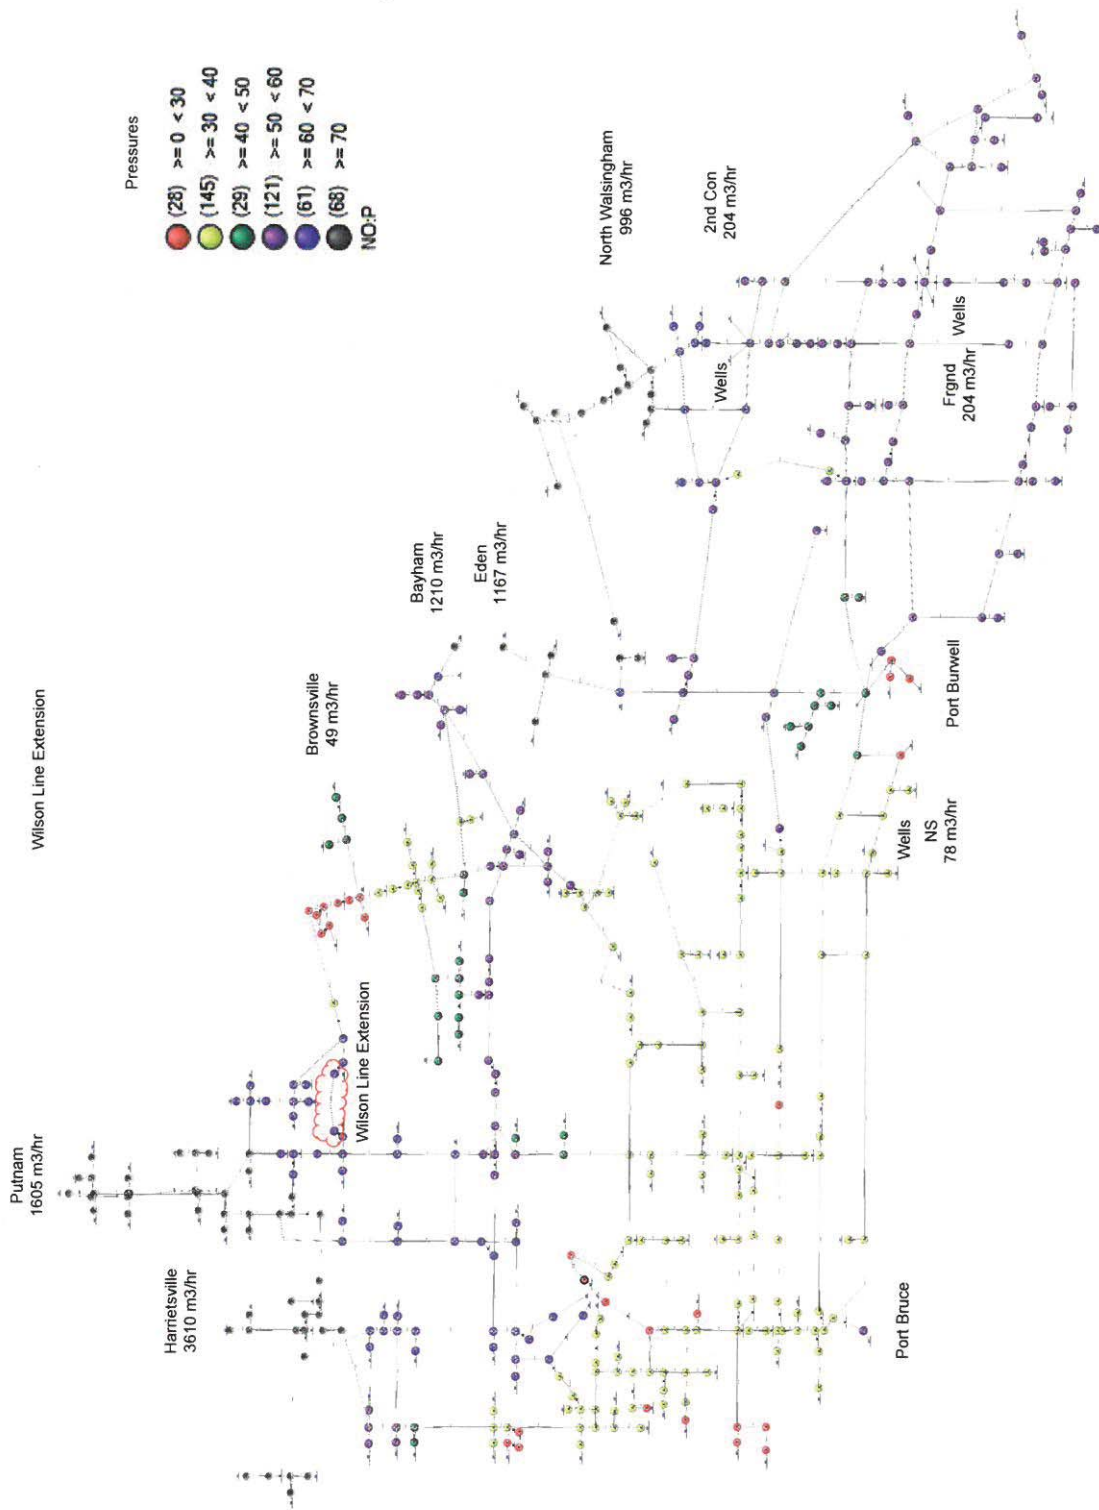 Wilson Line Extension
Pressures
(28) >= 0 < 30
(145) >= 30 < 40
(29) >= 40 < 50
(121) >= 50 < 60
(61) >= 60 < 70
(68) >= 70
NO:P
Putnam
1605 m3/hr
Harrietsville
3610 m3/hr
Wilson Line Extension
Brownsville
49 m3/hr
Bayham
1210 m3/hr
Eden
1167 m3/hr
North Walsingham
996 m3/hr
2nd Con
204 m3/hr
Wells
Wells
Frgnd
204 m3/hr
Port Burwell
Wells
NS
78 m3/hr
Port Bruce